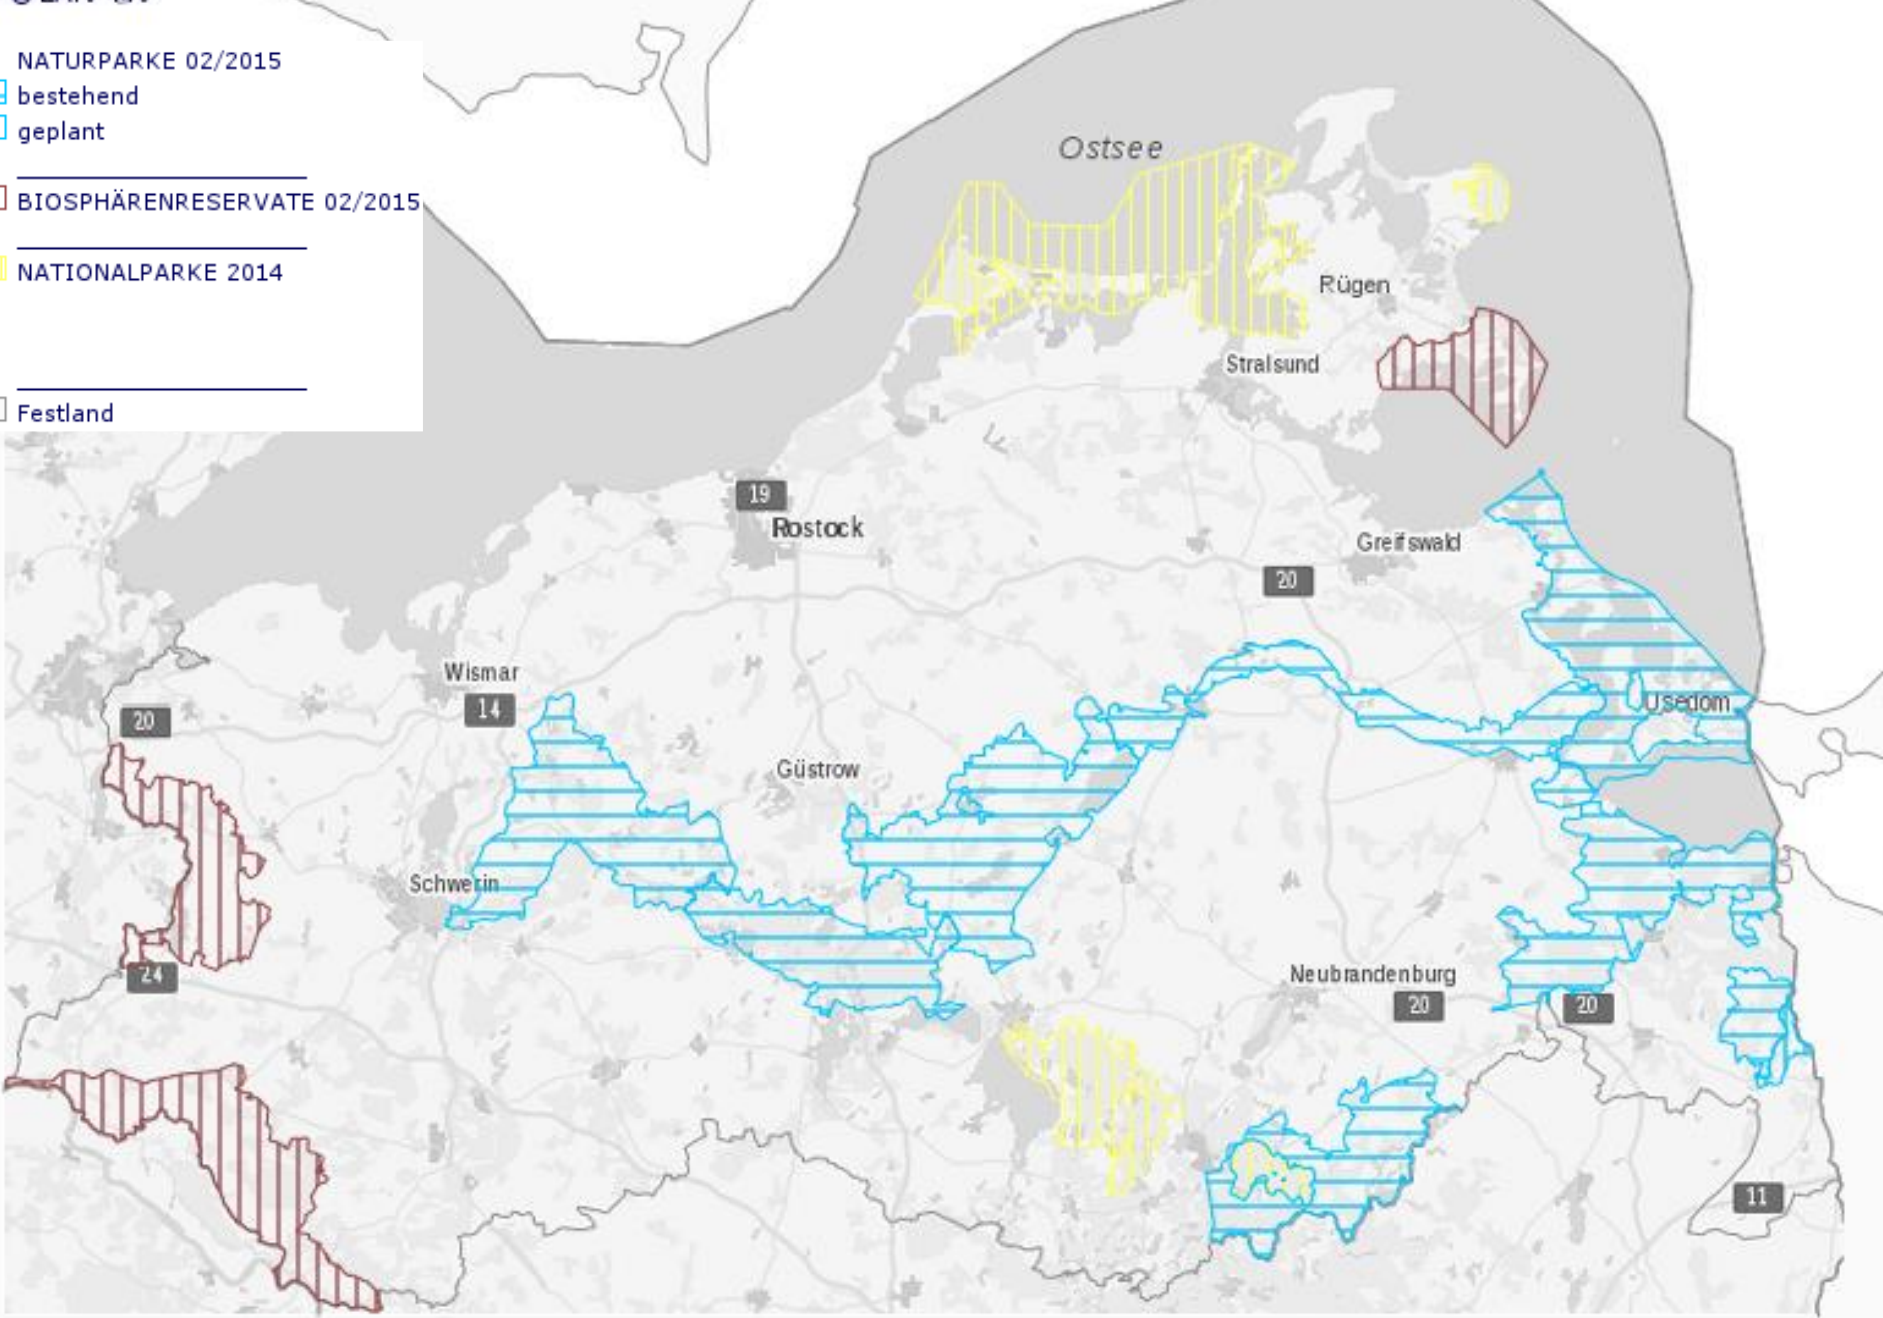 NATURPARKE 02/2015
bestehend
geplant
BIOSPHÄRENRESERVATE 02/2015
NATIONALPARKE 2014
Festland
Ostsee
Rügen
Stralsund
19
Rostock
Greifswald
20
Wismar
14
20
Usedom
Güstrow
Schwerin
24
Neubrandenburg
20
20
11